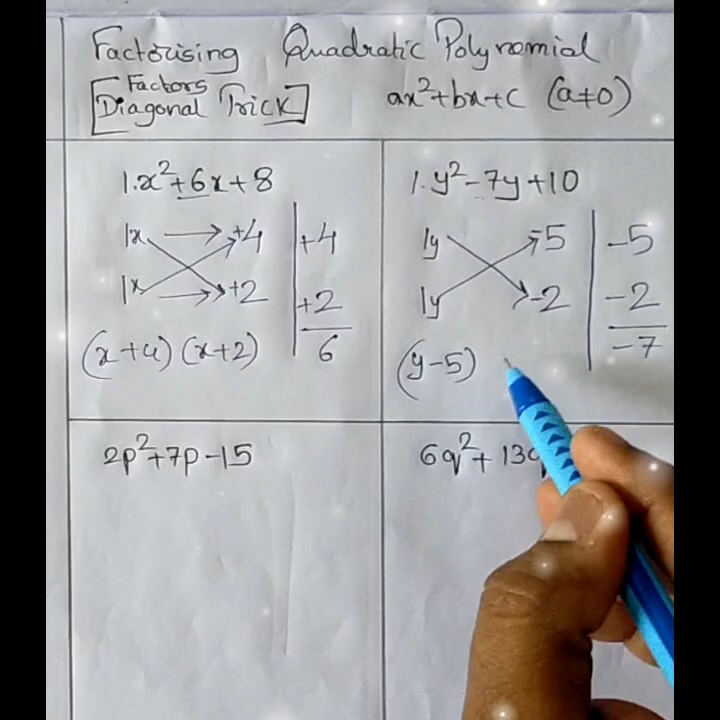 Factorising Quadratic Polynomial
[Factors Diagonal Trick] ax²+bx+c (a≠0)
1. x²+6x+8
1x +4 +4
1x +2 +2
6
(x+4) (x+2)
1. y²-7y+10
1y -5 -5
1y -2 -2
-7
(y-5)
2p²+7p-15
6q²+13q